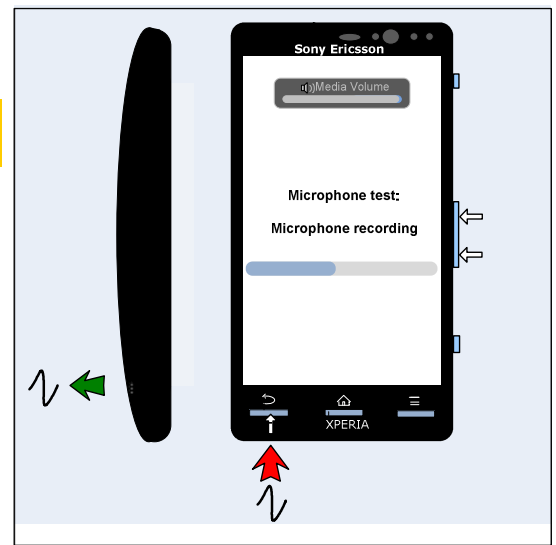 Sony Ericsson
Media Volume
Microphone test:
Microphone recording
XPERIA